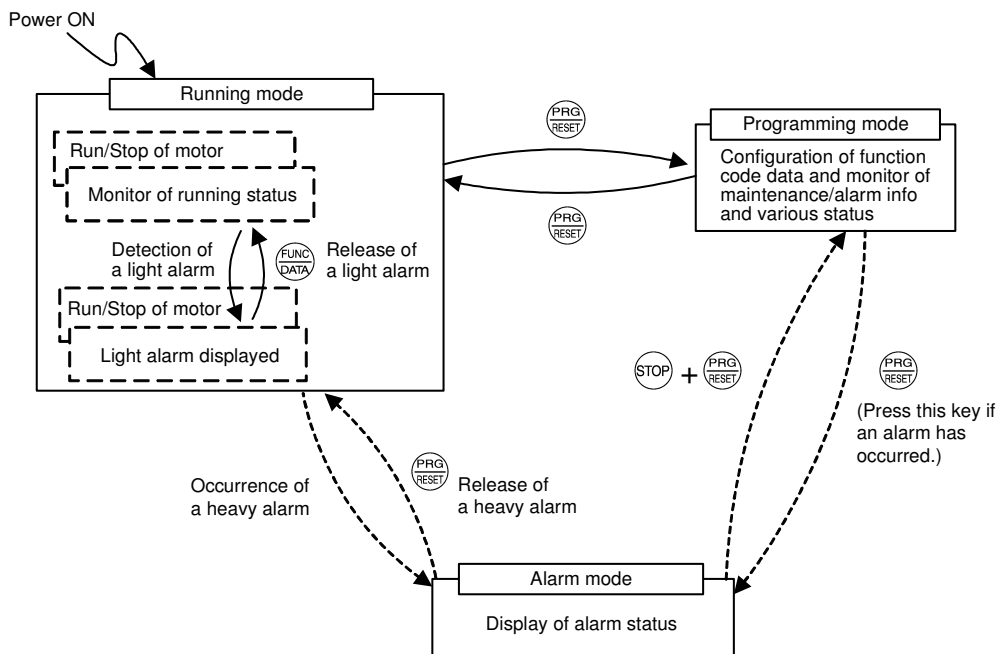 Power ON
Running mode
Run/Stop of motor
Monitor of running status
Detection of
a light alarm
FUNC
DATA
Release of
a light alarm
Run/Stop of motor
Light alarm displayed
PRG
RESET
PRG
RESET
Programming mode
Configuration of function
code data and monitor of
maintenance/alarm info
and various status
STOP + PRG
RESET
PRG
RESET
(Press this key if
an alarm has
occurred.)
Occurrence of
a heavy alarm
PRG
RESET
Release of
a heavy alarm
Alarm mode
Display of alarm status